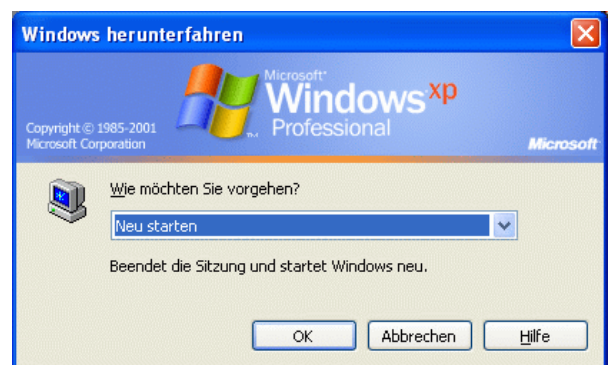 Windows herunterfahren
Microsoft®
Windows xp
Professional
Copyright © 1985-2001
Microsoft Corporation
Microsoft
Wie möchten Sie vorgehen?
Neu starten
Beendet die Sitzung und startet Windows neu.
OK Abbrechen Hilfe